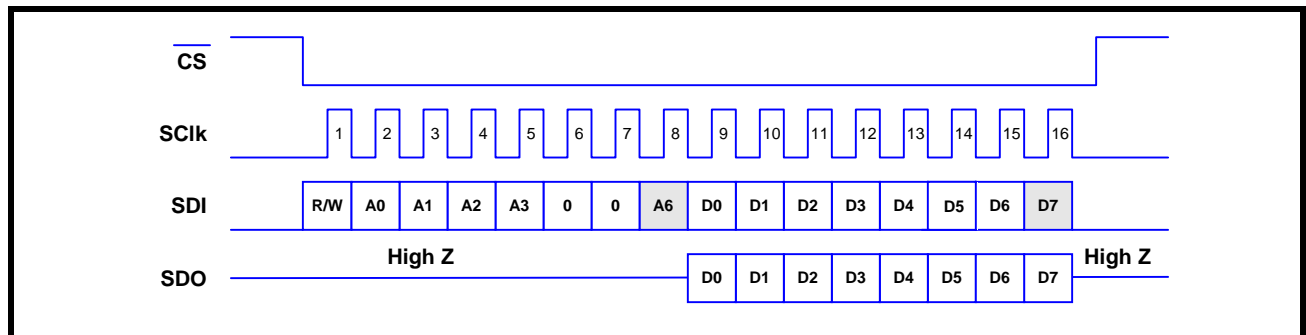 CS
SClk 1 2 3 4 5 6 7 8 9 10 11 12 13 14 15 16
SDI R/W A0 A1 A2 A3 0 0 A6 D0 D1 D2 D3 D4 D5 D6 D7
High Z High Z
SDO D0 D1 D2 D3 D4 D5 D6 D7